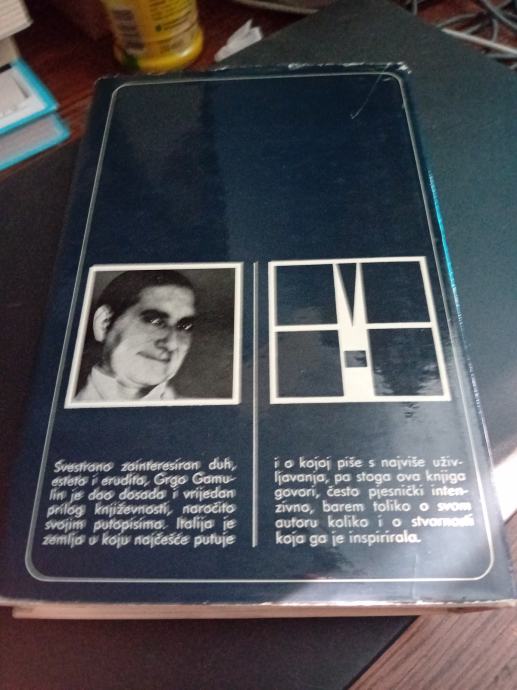 Svestrano zainteresiran duh,
esteta i erudita, Grgo Gamu-
lin je dao dosada i vrijedan
prilog književnosti, naročito
svojim putopisima. Italija je
zemlja u koju najčešće putuje
i o kojoj piše s najviše uživ-
ljavanja, pa stoga ova knjiga
govori, često pjesnički inten-
zivno, barem toliko o svom
autoru koliko i o stvarnosti
koja ga je inspirirala.